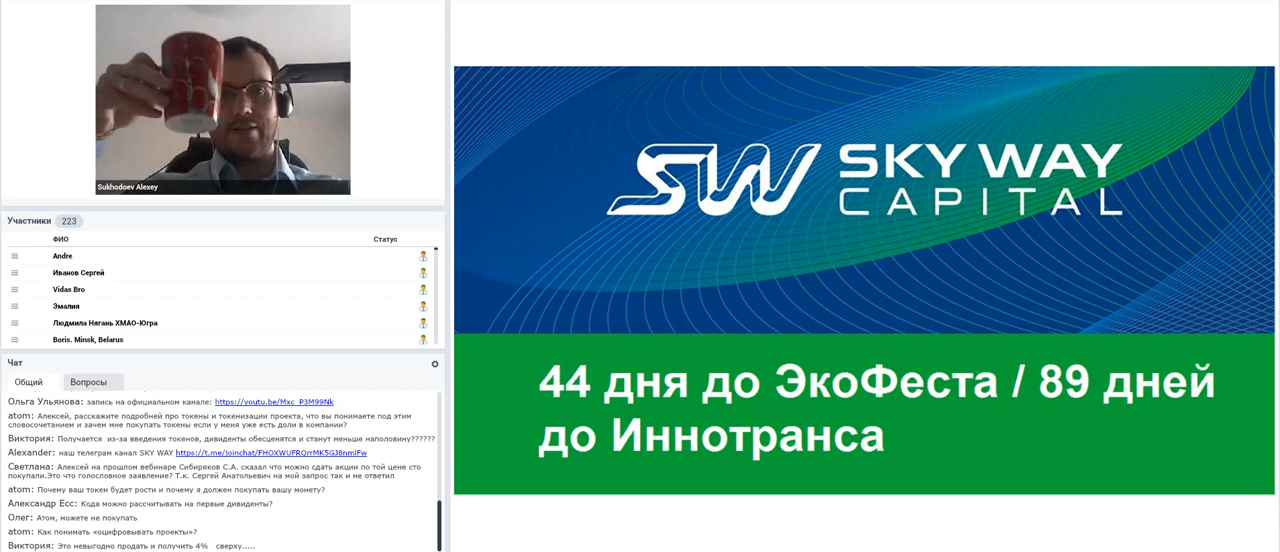 Sukhodoev Alexey
Участники 223
ФИО Статус
Andre
Иванов Сергей
Vidas Bro
Эмалия
Людмила Нягань ХМАО-Югра
Boris. Minsk, Belarus
Чат
Общий Вопросы
Ольга Ульянова: запись на официальном канале: https://youtu.be/Mxc_P3M99Nk
atom: Алексей, расскажите подробней про токены и токенизации проекта, что вы понимаете под этим
словосочетанием и зачем мне покупать токены если у меня уже есть доли в компании?
Виктория: Получается из-за введения токенов, дивиденты обесценятся и станут меньше наполовину??????
Alexander: наш телеграм канал SKY WAY https://t.me/joinchat/FHOXWUFRQrrMK5GJ8nmiFw
Светлана: Алексей на прошлом вебинаре Сибиряков С.А. сказал что можно сдать акции по той цене сто
покупали.Это что голословное заявление? Т.к. Сергей Анатольевич на мой запрос так и не ответил
atom: Почему ваш токен будет рости и почему я должен покупать вашу монету?
Александр Есс: Кода можно рассчитывать на первые дивиденты?
Олег: Атом, можете не покупать
atom: Как понимать «оцифровывать проекты»?
Виктория: Это невыгодно продать и получить 4% сверху.....
SW SKY WAY
CAPITAL
44 дня до ЭкоФеста / 89 дней
до Иннотранса